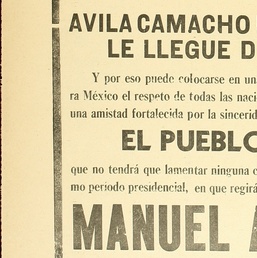 AVILA CAMACHO
LE LLEGUE D
Y por eso puede colocarse en un
ra México el respeto de todas las naci
una amistad fortalecida por la sincerid
EL PUEBLO
que no tendrá que lamentar ninguna c
mo período presidencial, en que regirá
MANUEL A